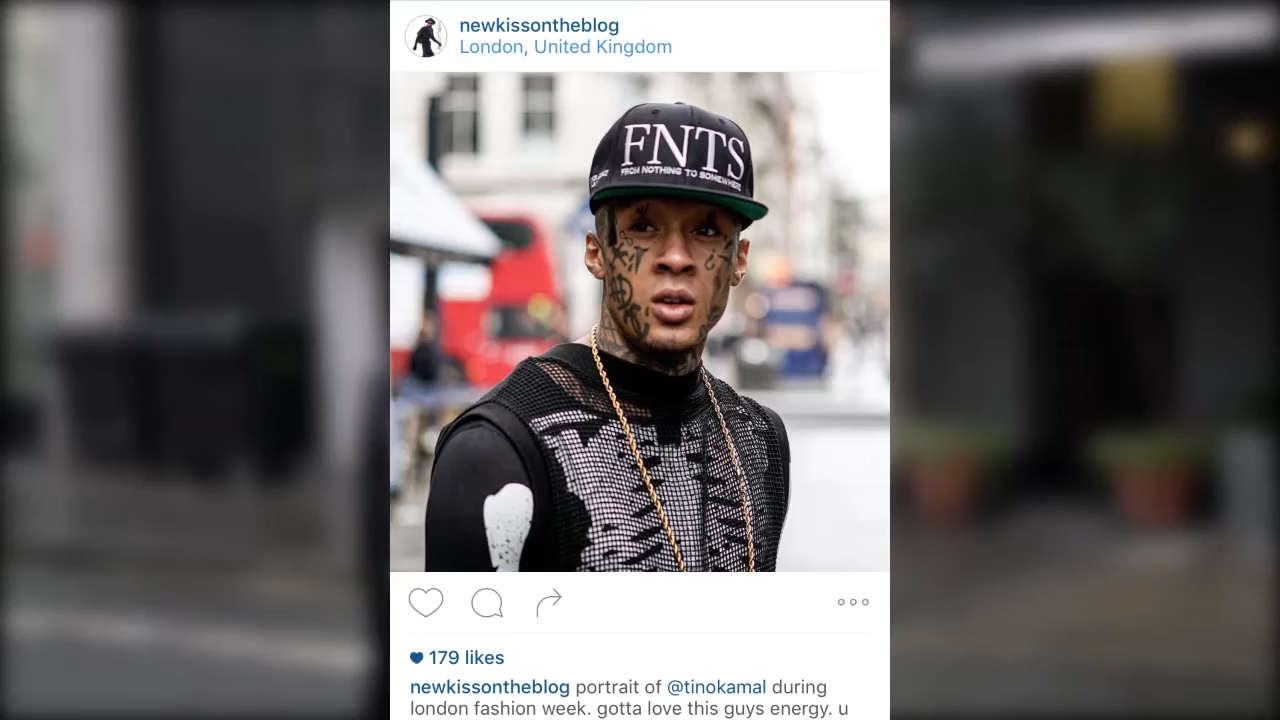 newkissontheblog
London, United Kingdom
FNTS
FROM NOTHING TO SOMEWHERE
179 likes
newkissontheblog portrait of @tinokamal during
london fashion week. gotta love this guys energy. u